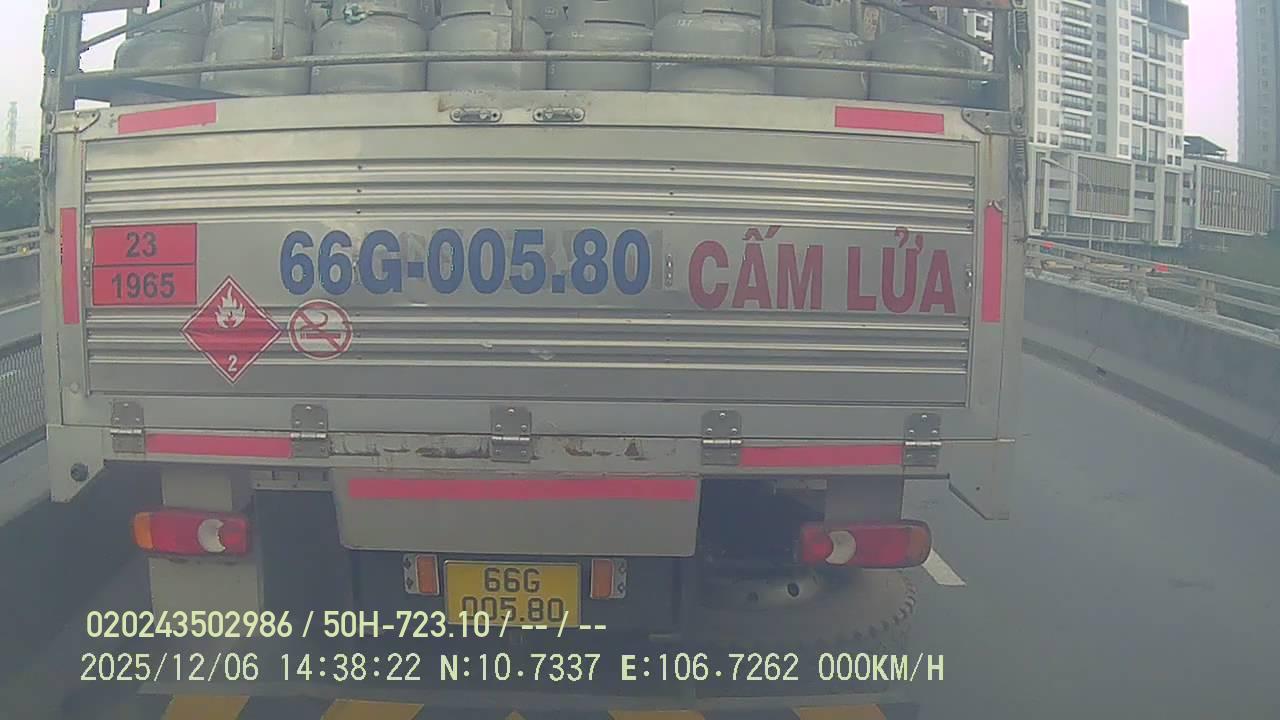 137
23
1965
66G-005.80
CẤM LỬA
2
66G
005.80
020243502986 / 50H-723.10 / -- / --
2025/12/06 14:38:22 N:10.7337 E:106.7262 000KM/H